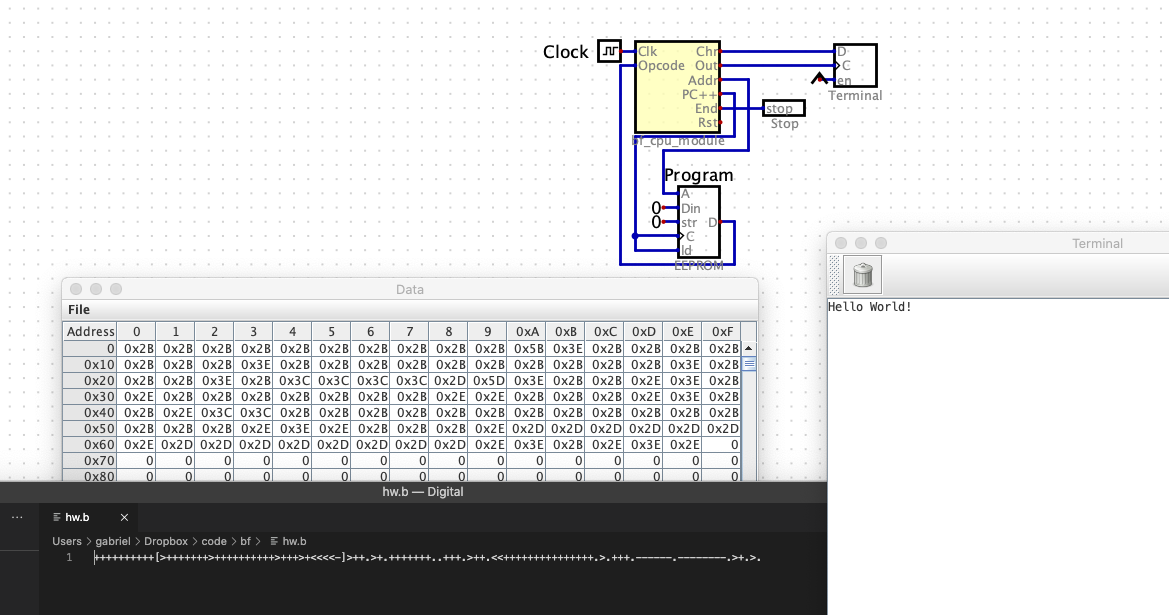 Clock
Clk Chr
Opcode Out
Addr
PC++
End
Rst
bf_cpu_module
D
C
en
Terminal
stop
Stop
Program
A
0 Din
0 str D
C
ld
EEPROM
Data
File
Address 0 1 2 3 4 5 6 7 8 9 0xA 0xB 0xC 0xD 0xE 0xF
0 0x2B 0x2B 0x2B 0x2B 0x2B 0x2B 0x2B 0x2B 0x2B 0x2B 0x5B 0x3E 0x2B 0x2B 0x2B 0x2B
0x10 0x2B 0x2B 0x2B 0x3E 0x2B 0x2B 0x2B 0x2B 0x2B 0x2B 0x2B 0x2B 0x2B 0x2B 0x3E 0x2B
0x20 0x2B 0x2B 0x3E 0x2B 0x3C 0x3C 0x3C 0x3C 0x2D 0x5D 0x3E 0x2B 0x2B 0x2E 0x3E 0x2B
0x30 0x2E 0x2B 0x2B 0x2B 0x2B 0x2B 0x2B 0x2B 0x2E 0x2E 0x2B 0x2B 0x2B 0x2E 0x3E 0x2B
0x40 0x2B 0x2E 0x3C 0x3C 0x2B 0x2B 0x2B 0x2B 0x2B 0x2B 0x2B 0x2B 0x2B 0x2B 0x2B 0x2B
0x50 0x2B 0x2B 0x2B 0x2E 0x3E 0x2E 0x2B 0x2B 0x2B 0x2E 0x2D 0x2D 0x2D 0x2D 0x2D 0x2D
0x60 0x2E 0x2D 0x2D 0x2D 0x2D 0x2D 0x2D 0x2D 0x2D 0x2E 0x3E 0x2B 0x2E 0x3E 0x2E 0
0x70 0 0 0 0 0 0 0 0 0 0 0 0 0 0 0 0
0x80 0 0 0 0 0 0 0 0 0 0 0 0 0 0 0 0
Terminal
Hello World!
hw.b — Digital
hw.b
Users > gabriel > Dropbox > code > bf > hw.b
1 ++++++++++[>+++++++>++++++++++>+++>+<<<<-]>++.>+.+++++++..+++.>++.<<+++++++++++++++.>.+++.------.--------.>+.>.